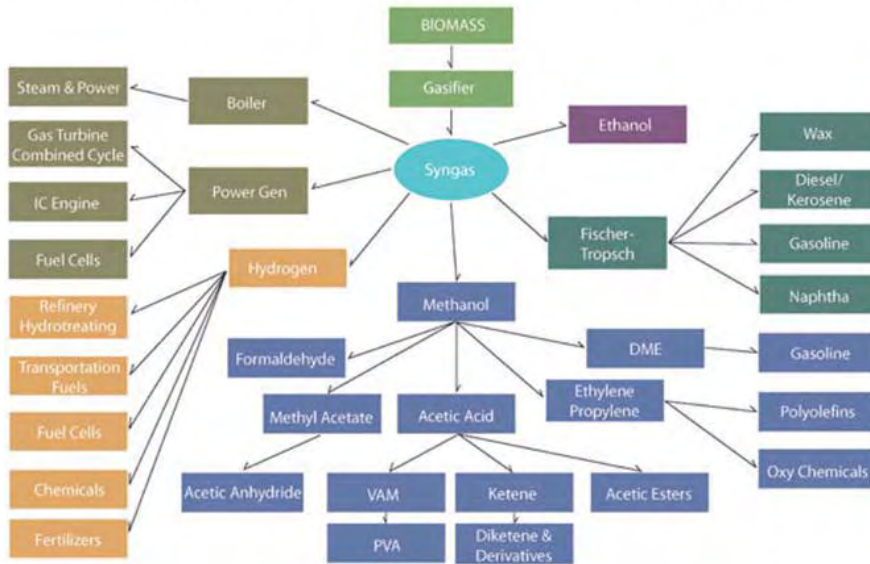 BIOMASS
Gasifier
Syngas
Steam & Power
Boiler
Gas Turbine
Combined Cycle
IC Engine
Fuel Cells
Power Gen
Ethanol
Fischer-
Tropsch
Wax
Diesel/
Kerosene
Gasoline
Naphtha
Hydrogen
Refinery
Hydrotreating
Transportation
Fuels
Fuel Cells
Chemicals
Fertilizers
Methanol
Formaldehyde
Methyl Acetate
Acetic Acid
Ethylene
Propylene
DME
Gasoline
Polyolefins
Oxy Chemicals
Acetic Anhydride
VAM
Ketene
Acetic Esters
PVA
Diketene &
Derivatives